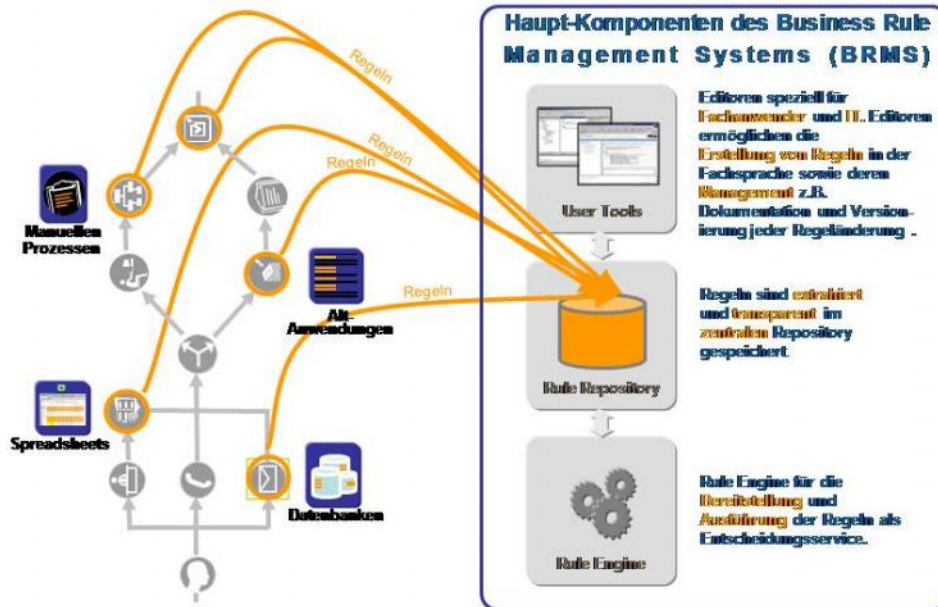 Haupt-Komponenten des Business Rule
Management Systems (BRMS)
Regeln
Regeln
Regeln
Regeln
Manuellen
Prozessen
Alt-
Anwendungen
Spreadsheets
Datenbanken
User Tools
Editoren speziell für
Fachanwender und IT. Editoren
ermöglichen die
Erstellung von Regeln in der
Fachsprache sowie deren
Management z.B.
Dokumentation und Version-
ierung jeder Regeländerung .
Rule Repository
Regeln sind extrahiert
und transparent im
zentralen Repository
gespeichert
Rule Engine
Rule Engine für die
Bereitstellung und
Ausführung der Regeln als
Entscheidungsservice.